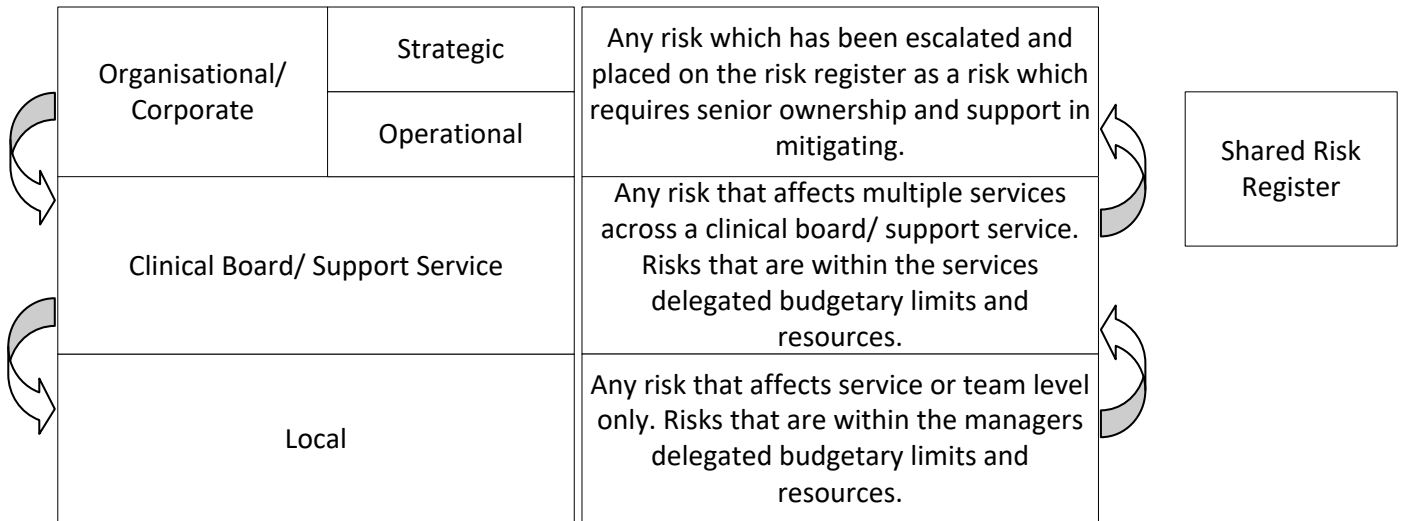 Organisational/
Corporate
Strategic
Operational
Any risk which has been escalated and
placed on the risk register as a risk which
requires senior ownership and support in
mitigating.
Shared Risk
Register
Clinical Board/ Support Service
Any risk that affects multiple services
across a clinical board/ support service.
Risks that are within the services
delegated budgetary limits and
resources.
Local
Any risk that affects service or team level
only. Risks that are within the managers
delegated budgetary limits and
resources.